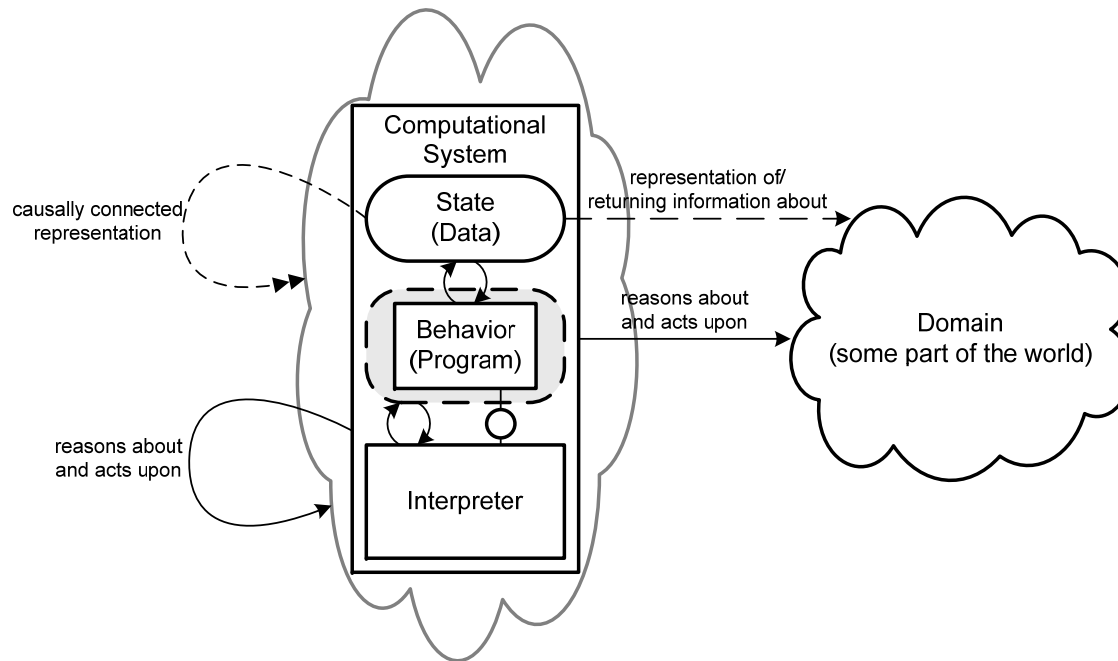 Computational
System
State
(Data)
representation of/
returning information about
causally connected
representation
Behavior
(Program)
reasons about
and acts upon
Domain
(some part of the world)
reasons about
and acts upon
Interpreter